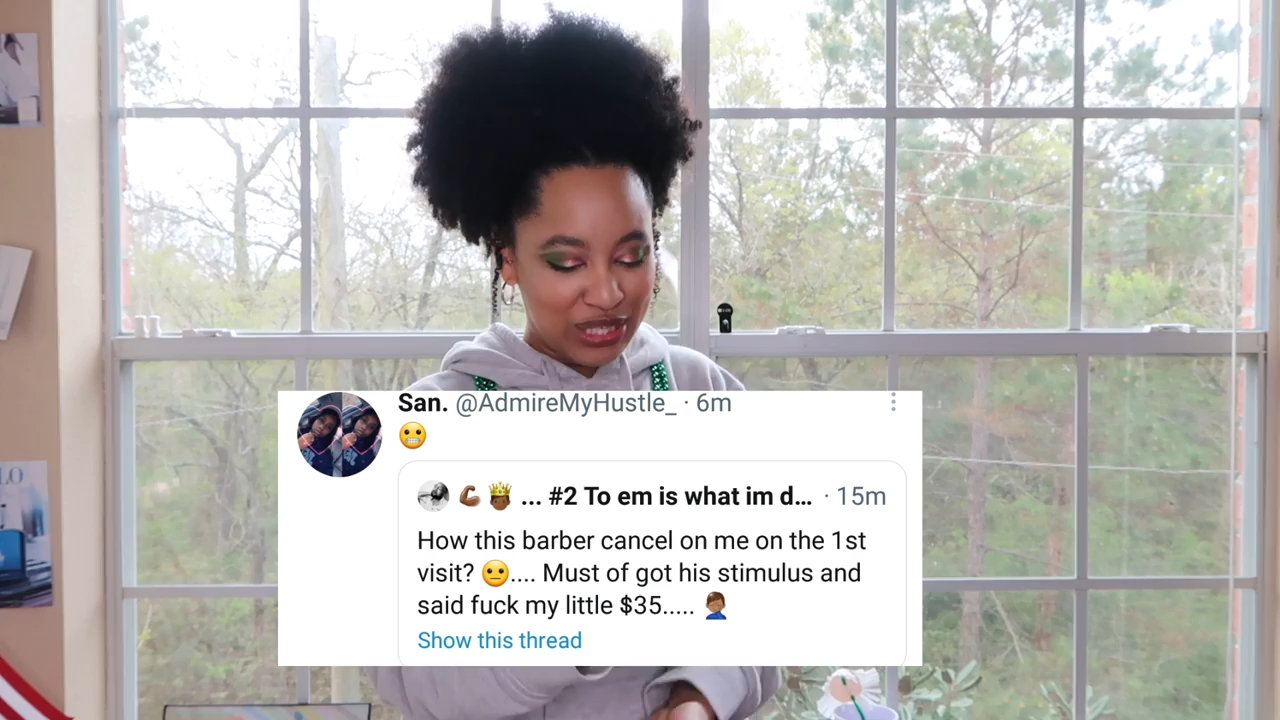 San. @AdmireMyHustle_ · 6m
😬
💪🏾 🤴🏾 ... #2 To em is what im d... · 15m
How this barber cancel on me on the 1st
visit? 😐.... Must of got his stimulus and
said fuck my little $35..... 🤦🏾‍♂️
Show this thread
LO